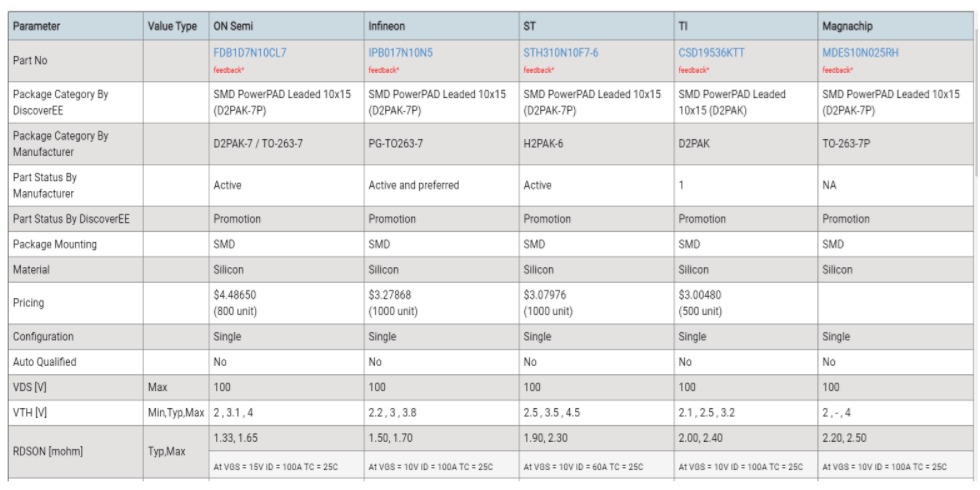 Parameter Value Type ON Semi Infineon ST TI Magnachip
Part No FDB1D7N10CL7 IPB017N10N5 STH310N10F7-6 CSD19536KTT MDES10N025RH
feedback* feedback* feedback* feedback* feedback*
Package Category By DiscoverEE SMD PowerPAD Leaded 10x15 (D2PAK-7P) SMD PowerPAD Leaded 10x15 (D2PAK-7P) SMD PowerPAD Leaded 10x15 (D2PAK-7P) SMD PowerPAD Leaded 10x15 (D2PAK) SMD PowerPAD Leaded 10x15 (D2PAK-7P)
Package Category By Manufacturer D2PAK-7 / TO-263-7 PG-TO263-7 H2PAK-6 D2PAK TO-263-7P
Part Status By Manufacturer Active Active and preferred Active 1 NA
Part Status By DiscoverEE Promotion Promotion Promotion Promotion Promotion
Package Mounting SMD SMD SMD SMD SMD
Material Silicon Silicon Silicon Silicon Silicon
Pricing $4.48650 (800 unit) $3.27868 (1000 unit) $3.07976 (1000 unit) $3.00480 (500 unit)
Configuration Single Single Single Single Single
Auto Qualified No No No No No
VDS [V] Max 100 100 100 100 100
VTH [V] Min,Typ,Max 2 , 3.1 , 4 2.2 , 3 , 3.8 2.5 , 3.5 , 4.5 2.1 , 2.5 , 3.2 2 , - , 4
RDSON [mohm] Typ,Max 1.33, 1.65 1.50, 1.70 1.90, 2.30 2.00, 2.40 2.20, 2.50
At VGS = 15V ID = 100A TC = 25C At VGS = 10V ID = 100A TC = 25C At VGS = 10V ID = 60A TC = 25C At VGS = 10V ID = 100A TC = 25C At VGS = 10V ID = 100A TC = 25C